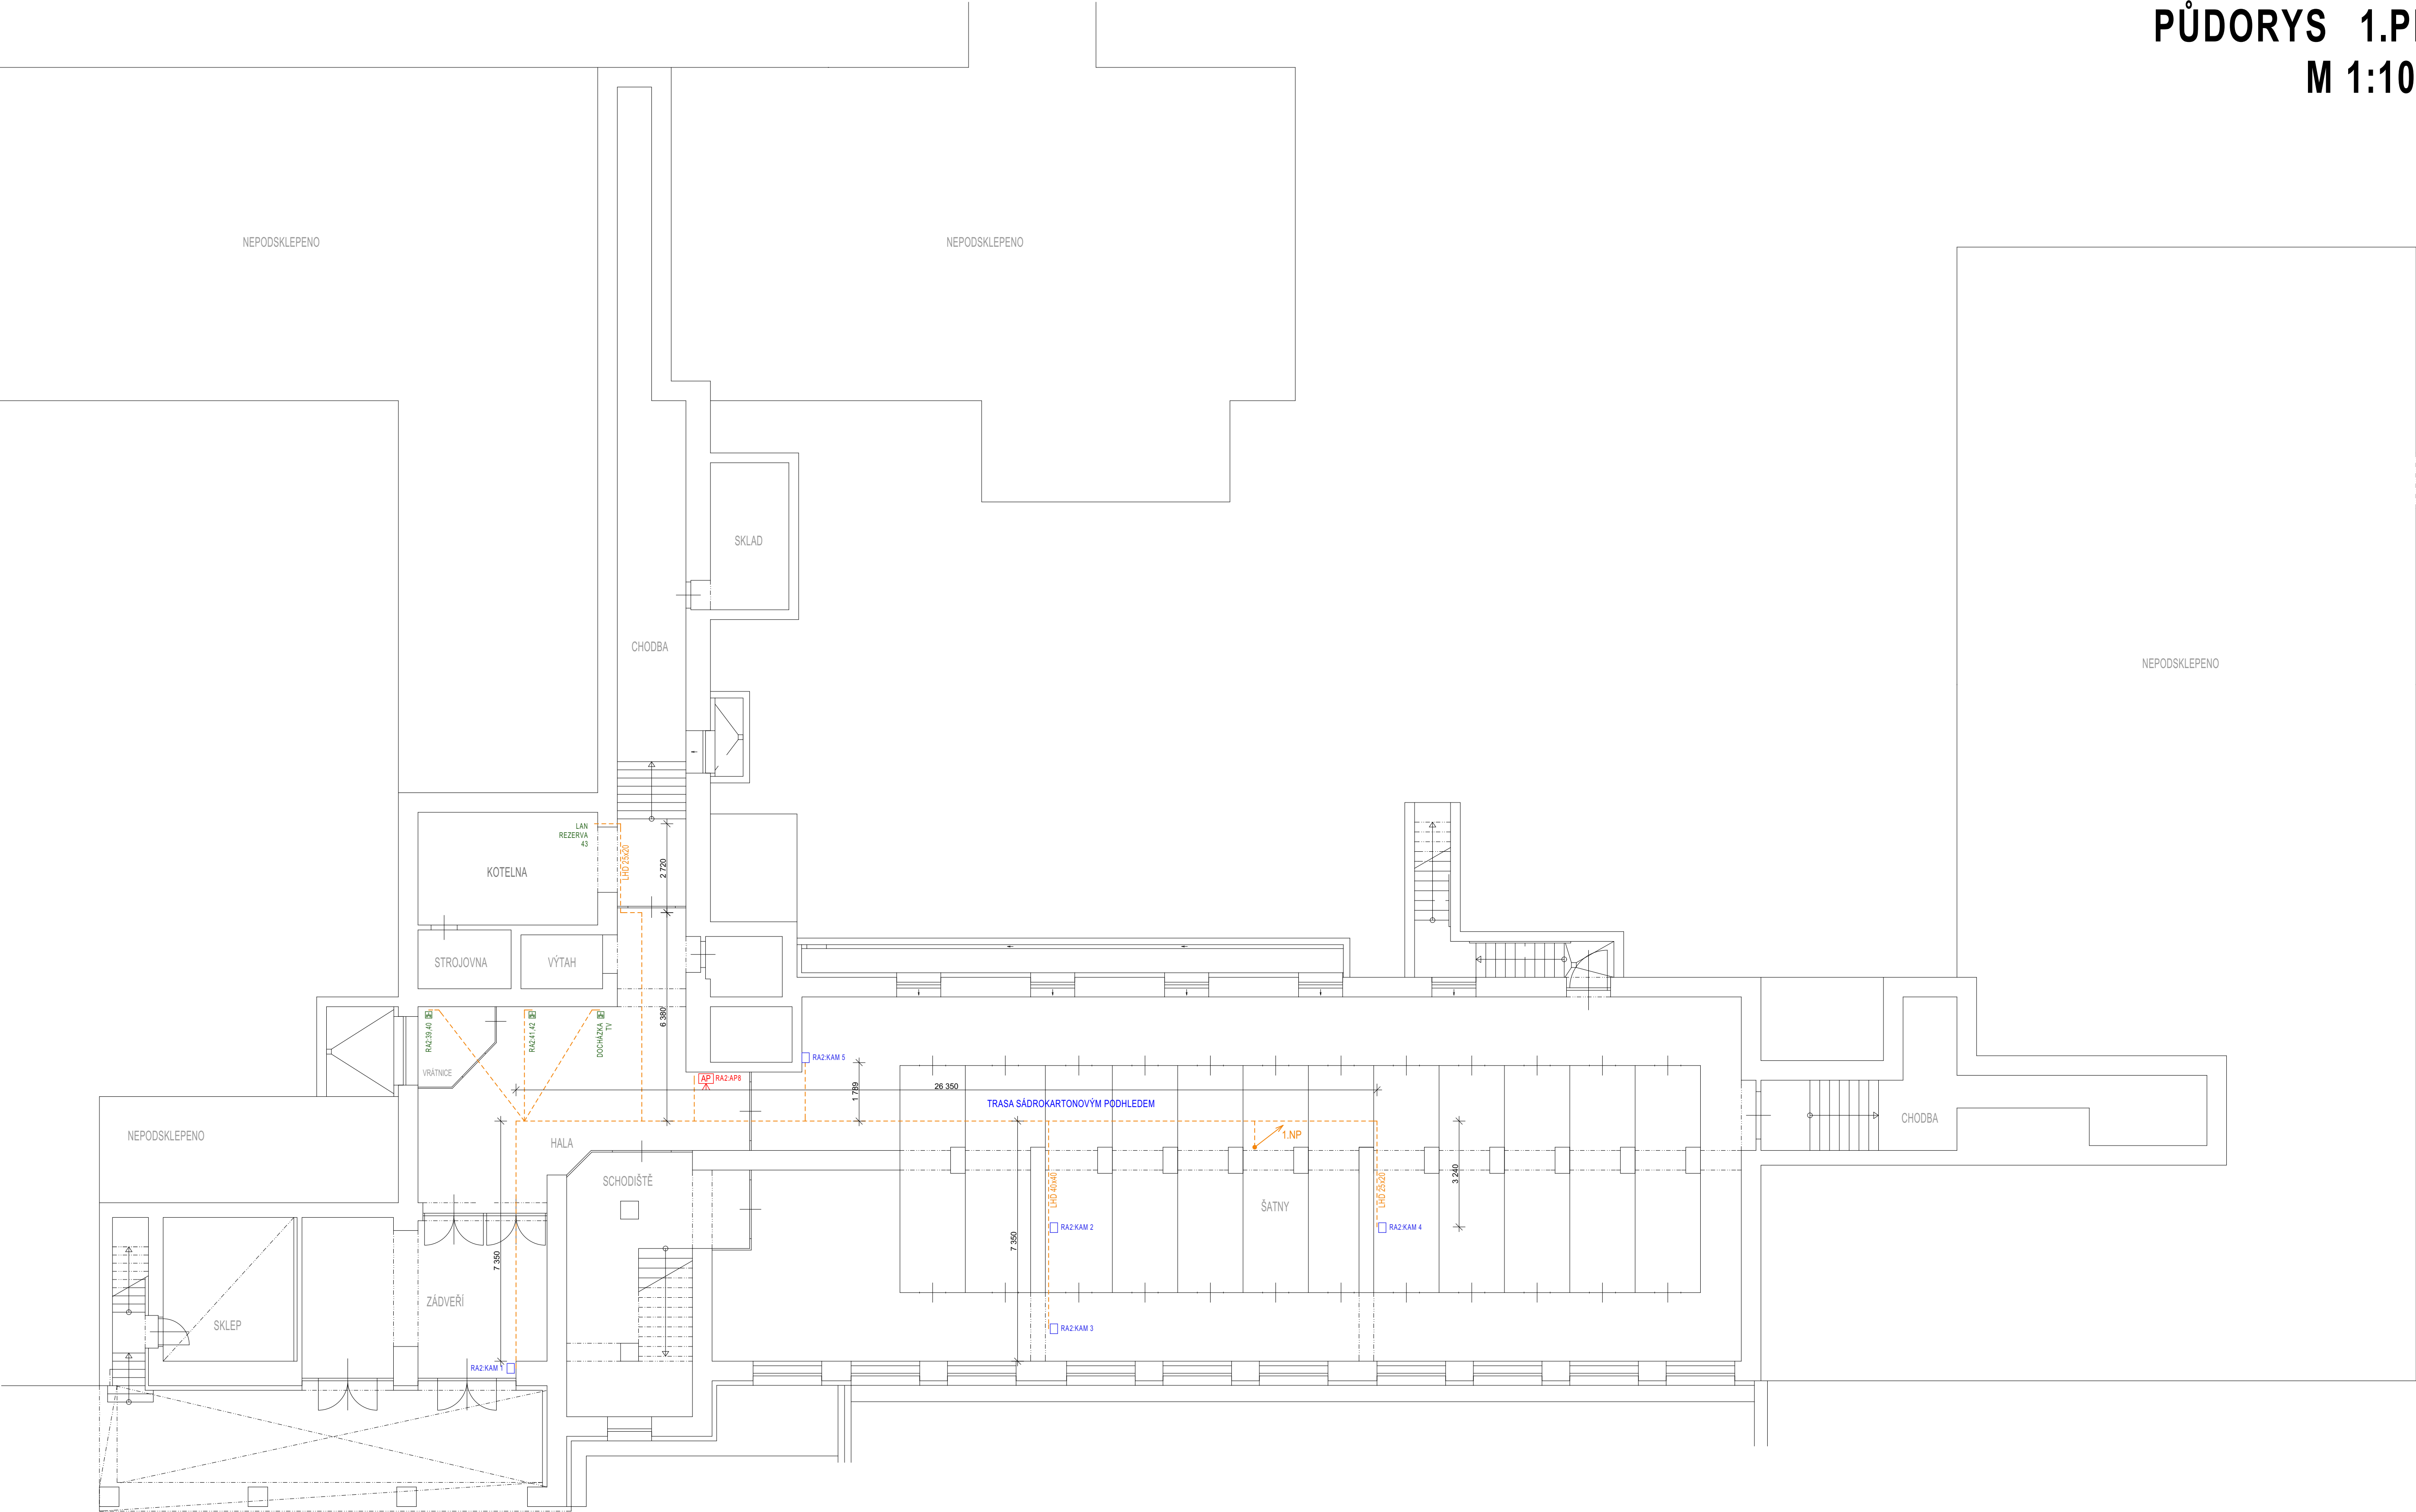 PŮDORYS 1.P
M 1:10
NEPODSKLEPENO
NEPODSKLEPENO
SKLAD
CHODBA
NEPODSKLEPENO
LAN
REZERVA
43
LHD 25x20
2 720
KOTELNA
STROJOVNA
VÝTAH
6 380
RA2:39,40
RA2:41,42
DOCHÁZKA
TV
VRÁTNICE
RA2:KAM 5
AP
RA2:AP8
1 789
26 350
TRASA SÁDROKARTONOVÝM PODHLEDEM
CHODBA
NEPODSKLEPENO
HALA
1.NP
SCHODIŠTĚ
LHD 40x40
LHD 25x20
3 240
ŠATNY
RA2:KAM 2
RA2:KAM 4
7 350
7 350
ZÁDVEŘÍ
SKLEP
RA2:KAM 3
RA2:KAM 1